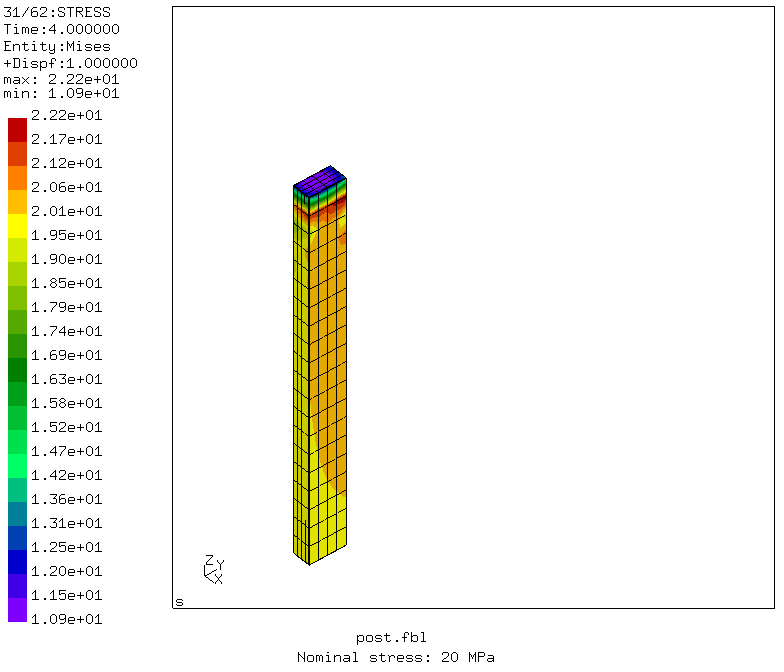 31/62:STRESS
Time:4.000000
Entity:Mises
+Dispf:1.000000
max: 2.22e+01
min: 1.09e+01
2.22e+01
2.17e+01
2.12e+01
2.06e+01
2.01e+01
1.95e+01
1.90e+01
1.85e+01
1.79e+01
1.74e+01
1.69e+01
1.63e+01
1.58e+01
1.52e+01
1.47e+01
1.42e+01
1.36e+01
1.31e+01
1.25e+01
1.20e+01
1.15e+01
1.09e+01
Z
Y
X
s
post.fbl
Nominal stress: 20 MPa